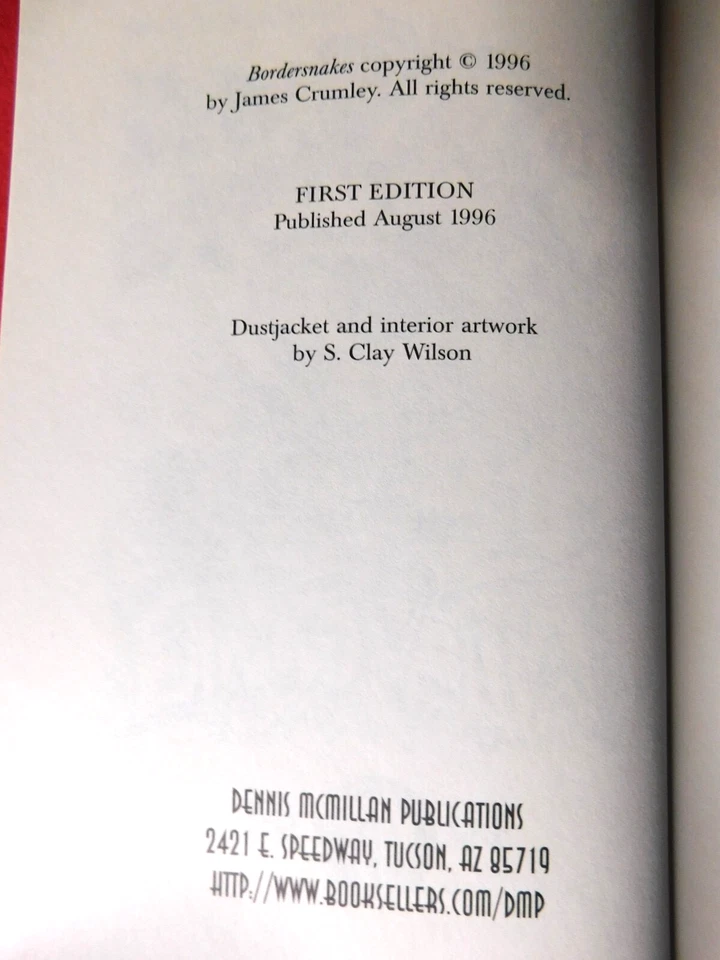 Bordersnakes copyright © 1996
by James Crumley. All rights reserved.
FIRST EDITION
Published August 1996
Dustjacket and interior artwork
by S. Clay Wilson
DENNIS MCMILLAN PUBLICATIONS
2421 E. SPEEDWAY, TUCSON, AZ 85719
HTTP://WWW.BOOKSELLERS.COM/DMP